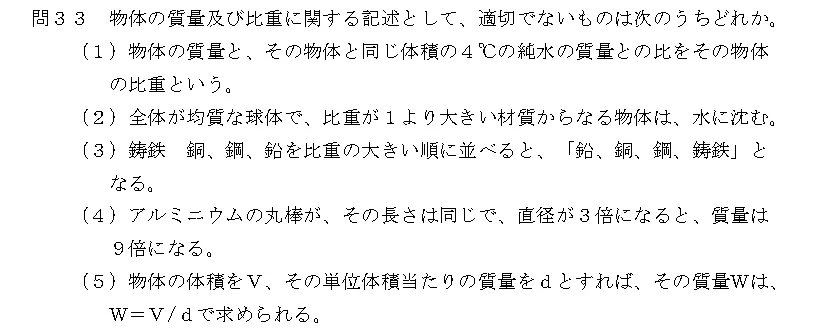 問３３　物体の質量及び比重に関する記述として、適切でないものは次のうちどれか。
（１）物体の質量と、その物体と同じ体積の４℃の純水の質量との比をその物体
の比重という。
（２）全体が均質な球体で、比重が１より大きい材質からなる物体は、水に沈む。
（３）鋳鉄　銅、鋼、鉛を比重の大きい順に並べると、「鉛、銅、鋼、鋳鉄」と
なる。
（４）アルミニウムの丸棒が、その長さは同じで、直径が３倍になると、質量は
９倍になる。
（５）物体の体積をＶ、その単位体積当たりの質量をｄとすれば、その質量Ｗは、
Ｗ＝Ｖ/ｄで求められる。